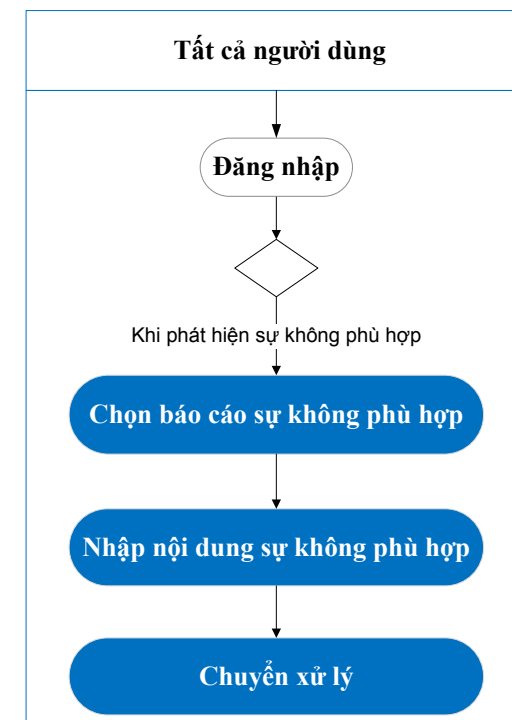 Tất cả người dùng
Đăng nhập
Khi phát hiện sự không phù hợp
Chọn báo cáo sự không phù hợp
Nhập nội dung sự không phù hợp
Chuyển xử lý